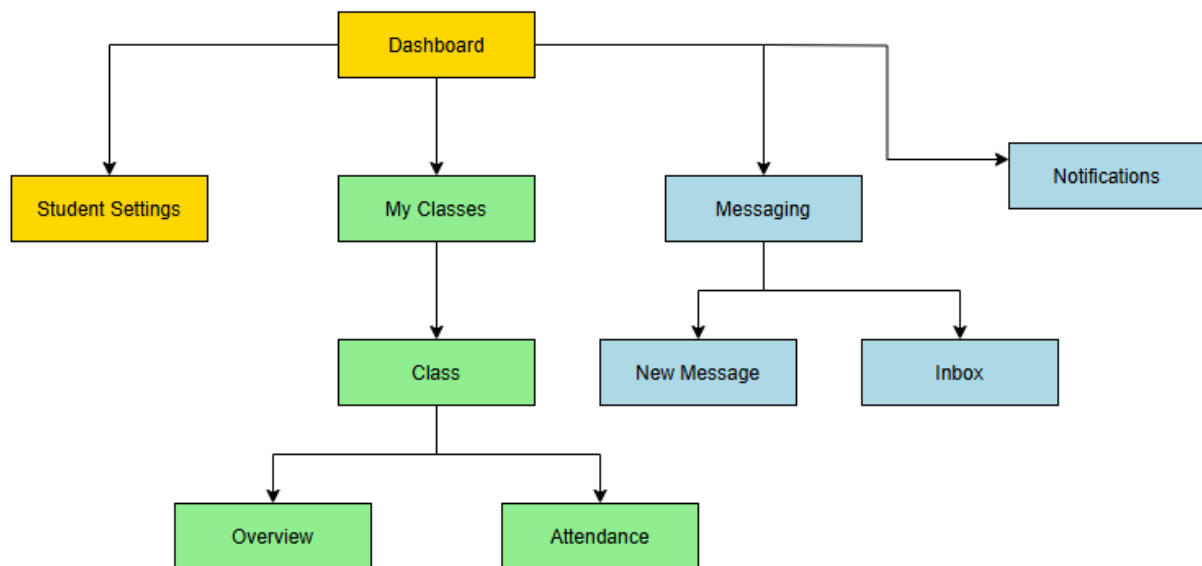 Dashboard
Student Settings
My Classes
Messaging
Notifications
Class
New Message
Inbox
Overview
Attendance